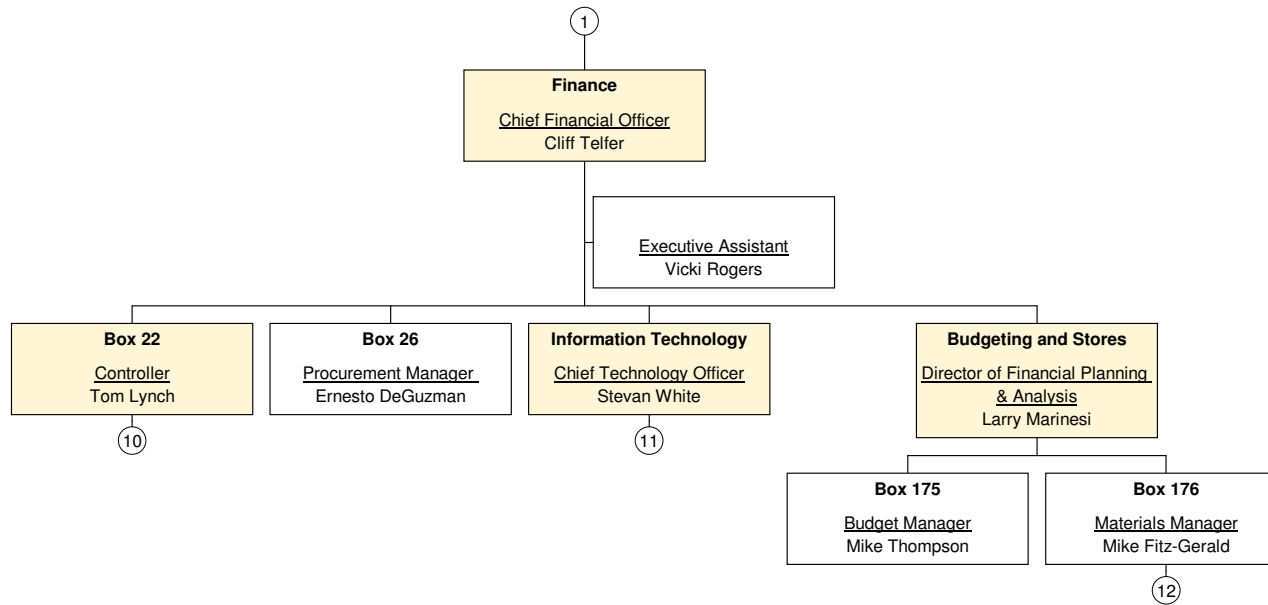 1
Finance
Chief Financial Officer
Cliff Telfer
Executive Assistant
Vicki Rogers
Box 22
Controller
Tom Lynch
10
Box 26
Procurement Manager
Ernesto DeGuzman
Information Technology
Chief Technology Officer
Stevan White
11
Budgeting and Stores
Director of Financial Planning
& Analysis
Larry Marinesi
Box 175
Budget Manager
Mike Thompson
Box 176
Materials Manager
Mike Fitz-Gerald
12